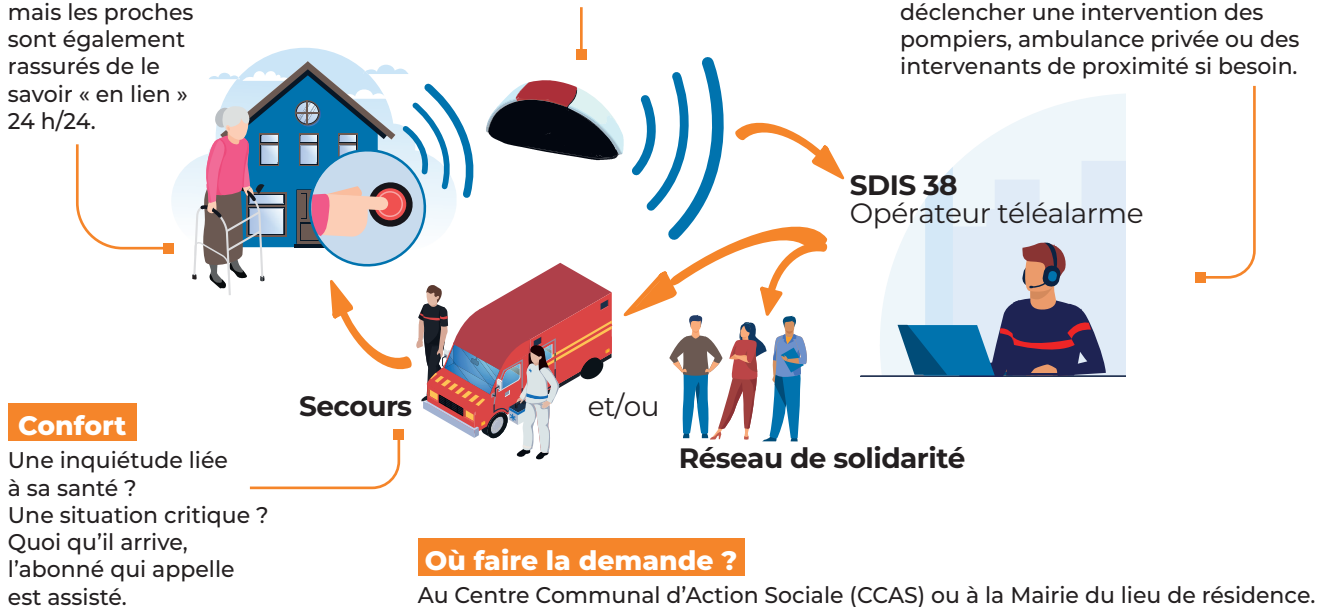 mais les proches
sont également
rassurés de le
savoir « en lien »
24 h/24.
déclencher une intervention des
pompiers, ambulance privée ou des
intervenants de proximité si besoin.
SDIS 38
Opérateur téléalarme
Secours
et/ou
Réseau de solidarité
Confort
Une inquiétude liée
à sa santé ?
Une situation critique ?
Quoi qu'il arrive,
l'abonné qui appelle
est assisté.
Où faire la demande ?
Au Centre Communal d'Action Sociale (CCAS) ou à la Mairie du lieu de résidence.